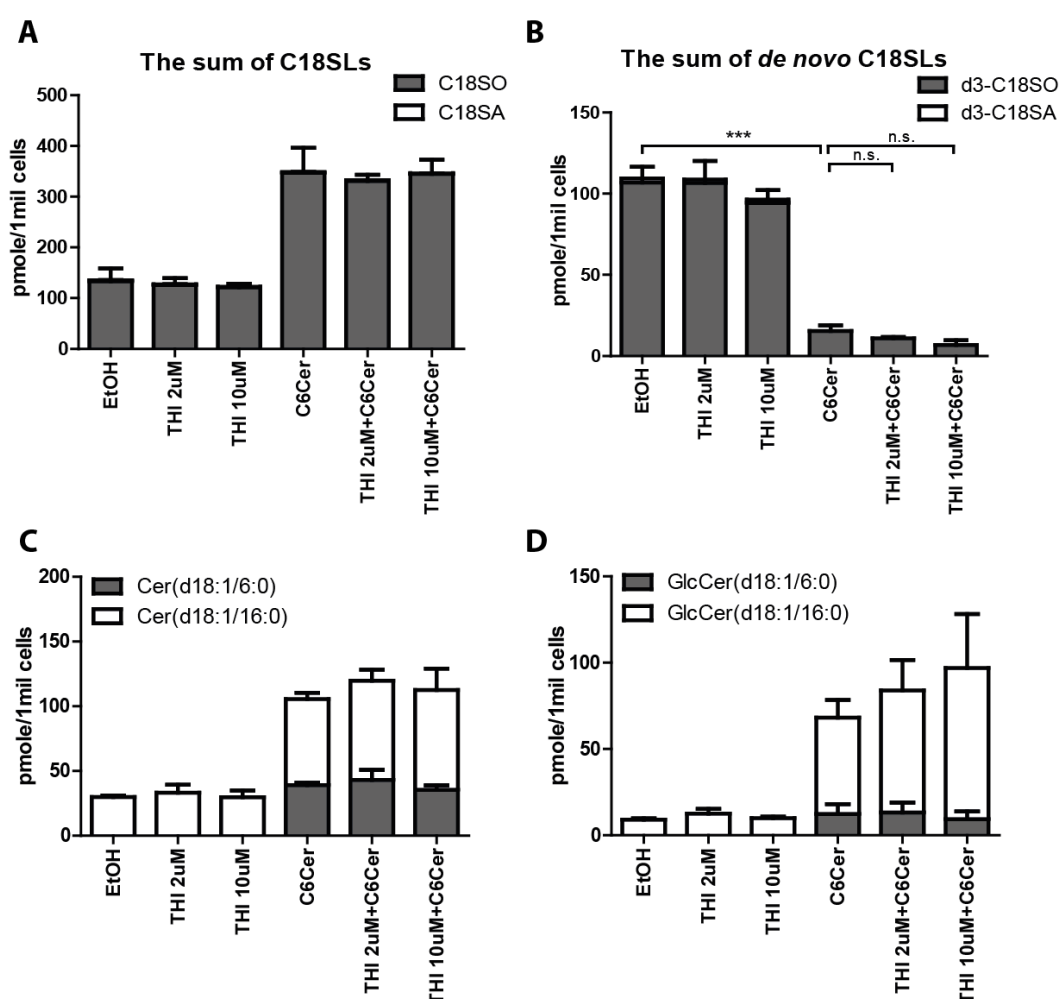 A
The sum of C18SLs
C18SO
C18SA
pmole/1mil cells
500
400
300
200
100
0
EtOH
THI 2uM
THI 10uM
C6Cer
THI 2uM+C6Cer
THI 10uM+C6Cer
B
The sum of de novo C18SLs
d3-C18SO
d3-C18SA
pmole/1mil cells
150
100
50
0
***
n.s.
n.s.
EtOH
THI 2uM
THI 10uM
C6Cer
THI 2uM+C6Cer
THI 10uM+C6Cer
C
Cer(d18:1/6:0)
Cer(d18:1/16:0)
pmole/1mil cells
200
150
100
50
0
EtOH
THI 2uM
THI 10uM
C6Cer
THI 2uM+C6Cer
THI 10uM+C6Cer
D
GlcCer(d18:1/6:0)
GlcCer(d18:1/16:0)
pmole/1mil cells
150
100
50
0
EtOH
THI 2uM
THI 10uM
C6Cer
THI 2uM+C6Cer
THI 10uM+C6Cer